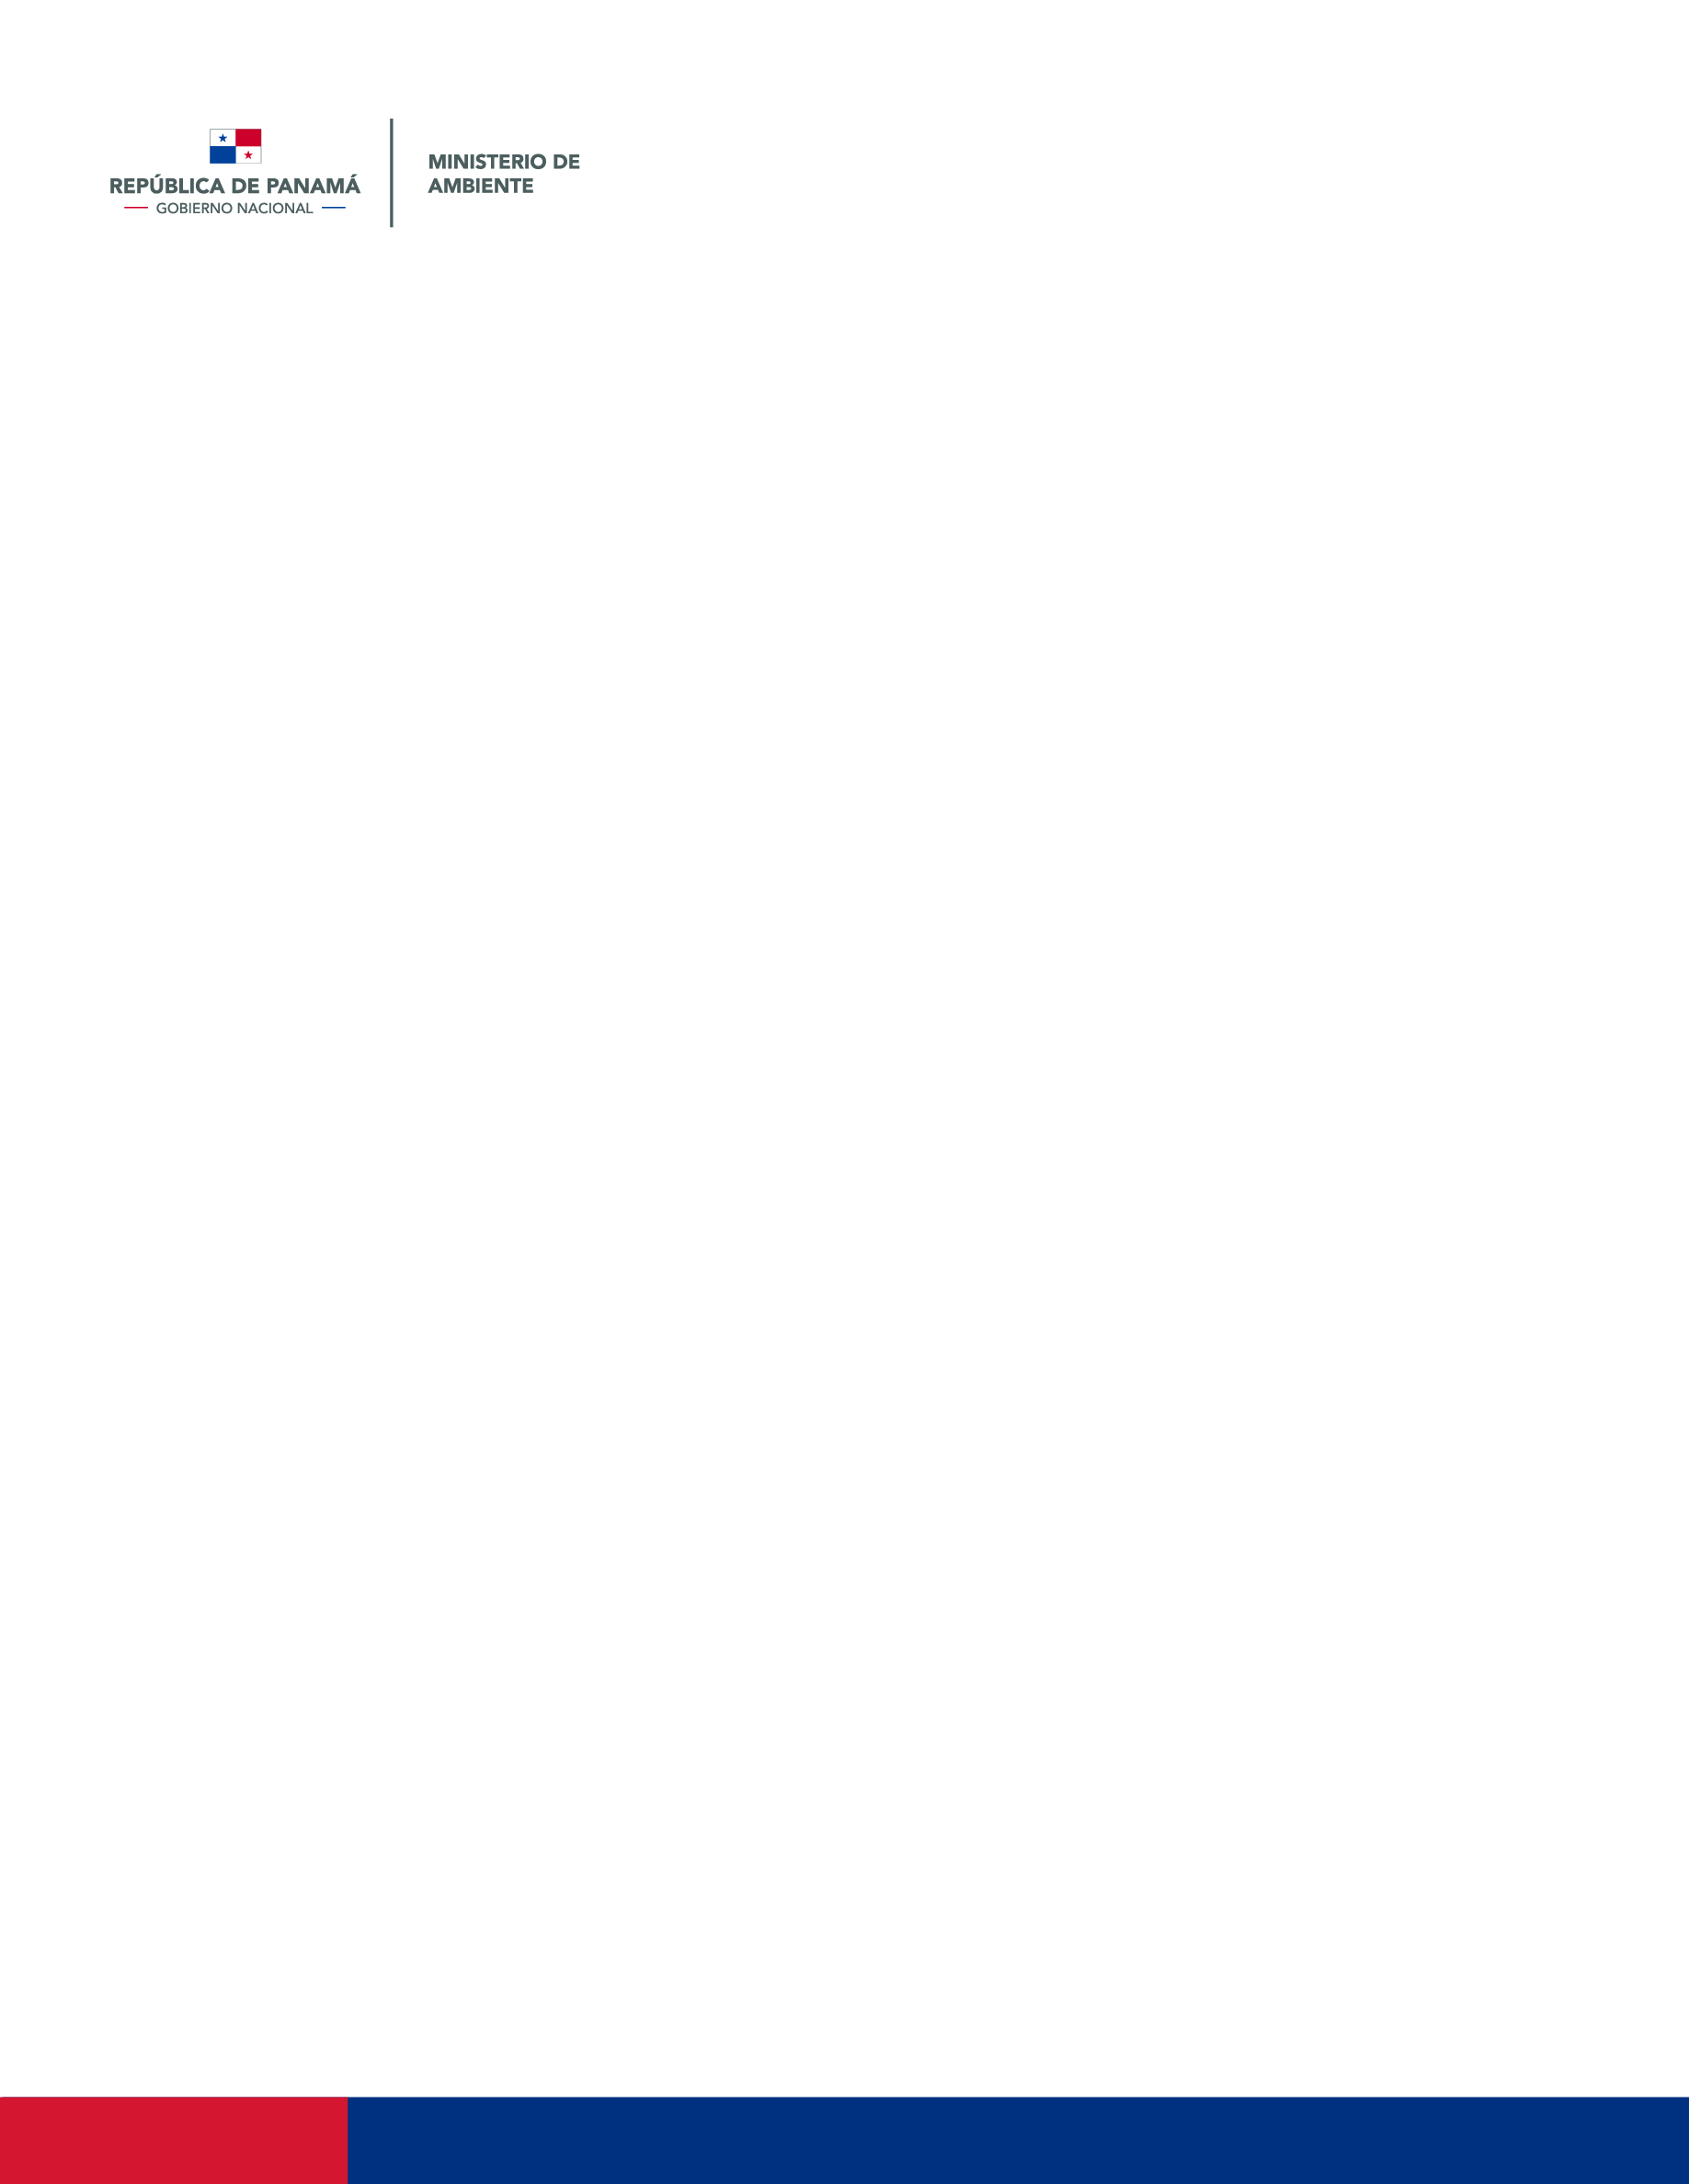 REPÚBLICA DE PANAMÁ
GOBIERNO NACIONAL
MINISTERIO DE
AMBIENTE